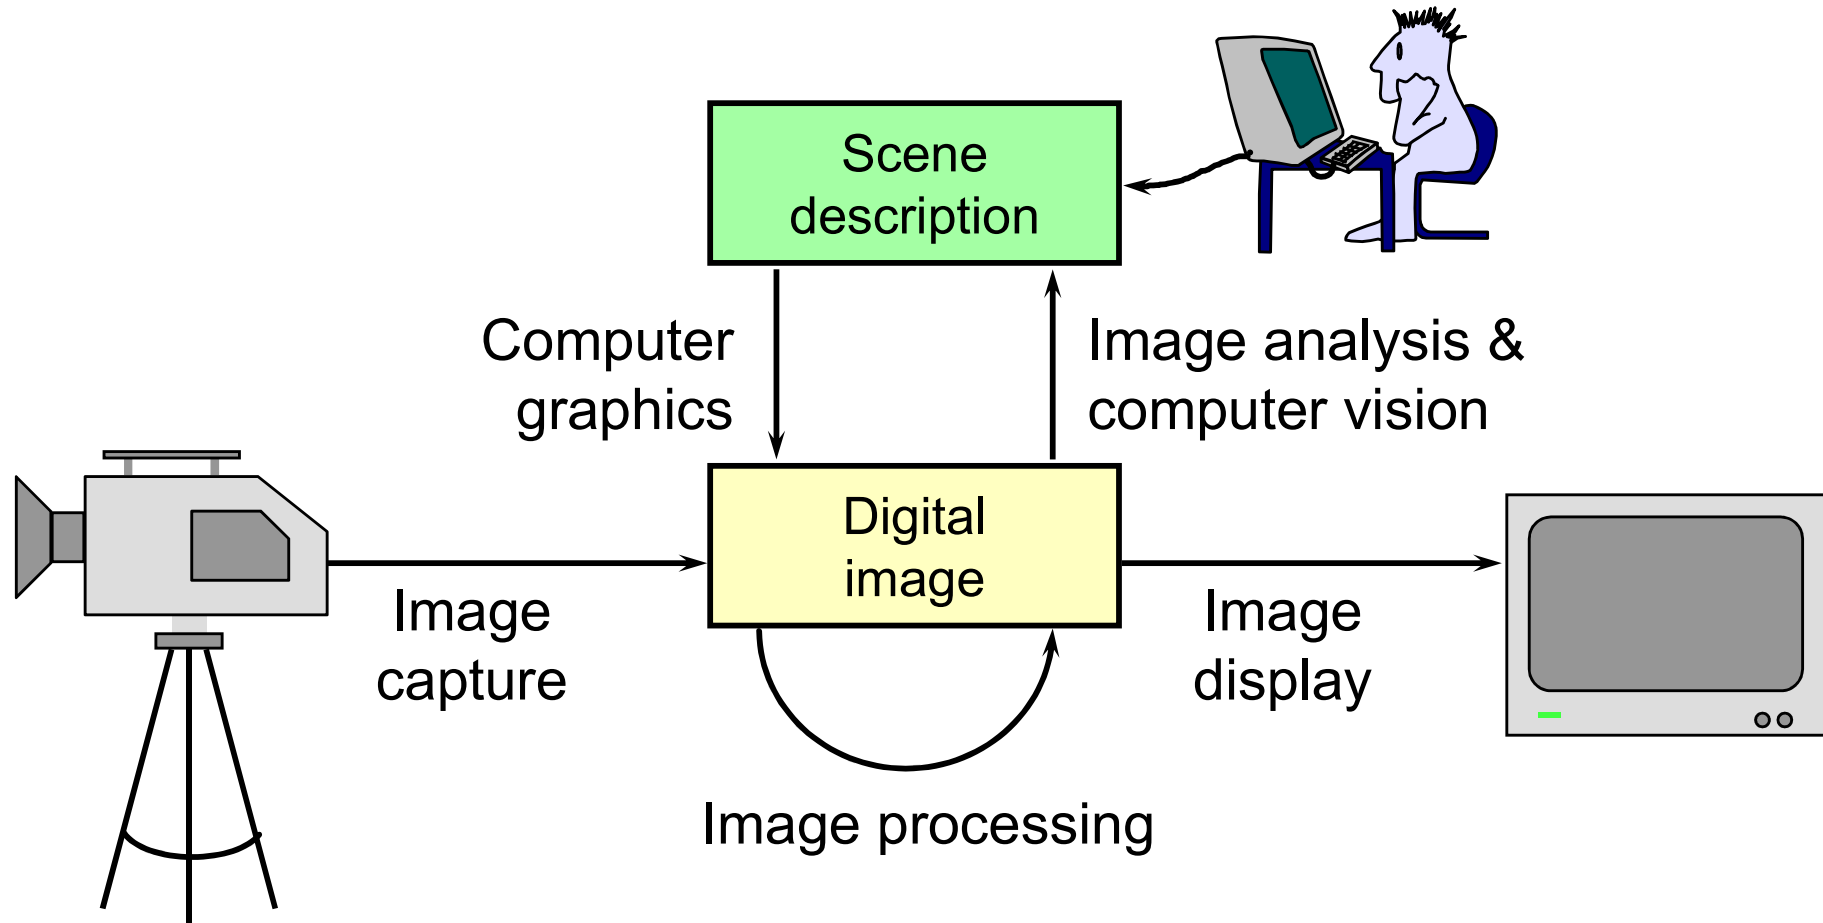 Scene
description
Computer
graphics
Image analysis &
computer vision
Digital
image
Image
capture
Image
display
Image processing